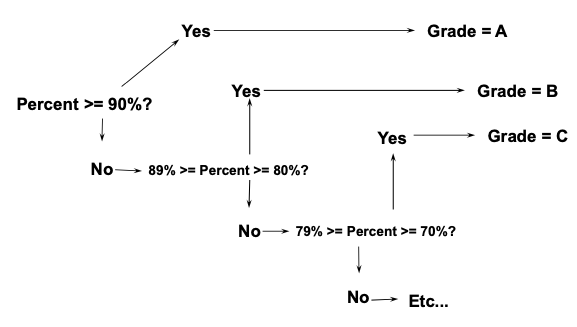 Yes
Grade = A
Percent >= 90%?
Yes
Grade = B
Yes
Grade = C
No
89% >= Percent >= 80%?
No
79% >= Percent >= 70%?
No
Etc...